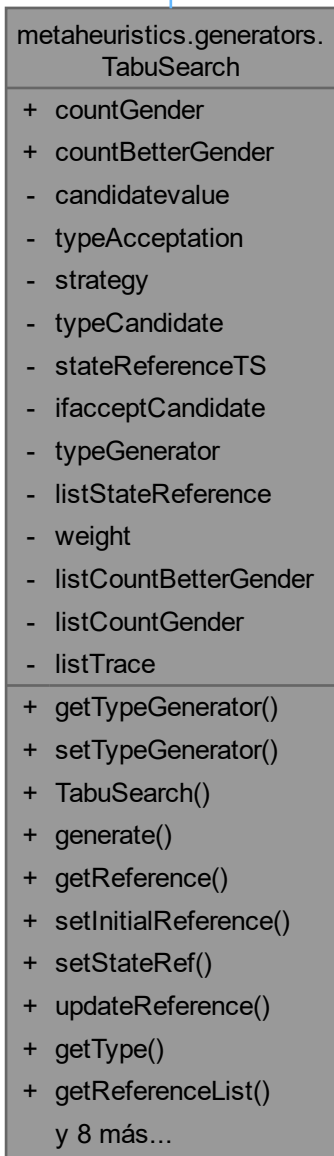 metaheuristics.generators.
TabuSearch
+ countGender
+ countBetterGender
- candidatevalue
- typeAcceptation
- strategy
- typeCandidate
- stateReferenceTS
- ifacceptCandidate
- typeGenerator
- listStateReference
- weight
- listCountBetterGender
- listCountGender
- listTrace
+ getTypeGenerator()
+ setTypeGenerator()
+ TabuSearch()
+ generate()
+ getReference()
+ setInitialReference()
+ setStateRef()
+ updateReference()
+ getType()
+ getReferenceList()
y 8 más...